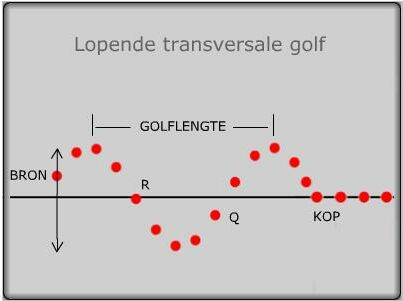 Lopende transversale golf
GOLFLENGTE
BRON
R
Q
KOP